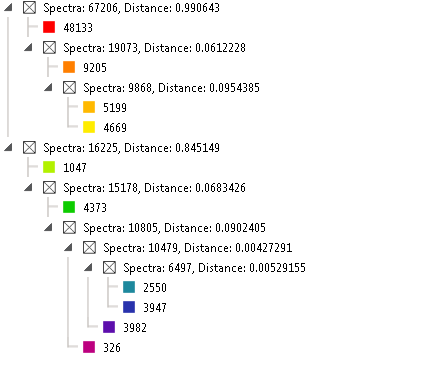 Spectra: 67206, Distance: 0.990643
48133
Spectra: 19073, Distance: 0.0612228
9205
Spectra: 9868, Distance: 0.0954385
5199
4669
Spectra: 16225, Distance: 0.845149
1047
Spectra: 15178, Distance: 0.0683426
4373
Spectra: 10805, Distance: 0.0902405
Spectra: 10479, Distance: 0.00427291
Spectra: 6497, Distance: 0.00529155
2550
3947
3982
326